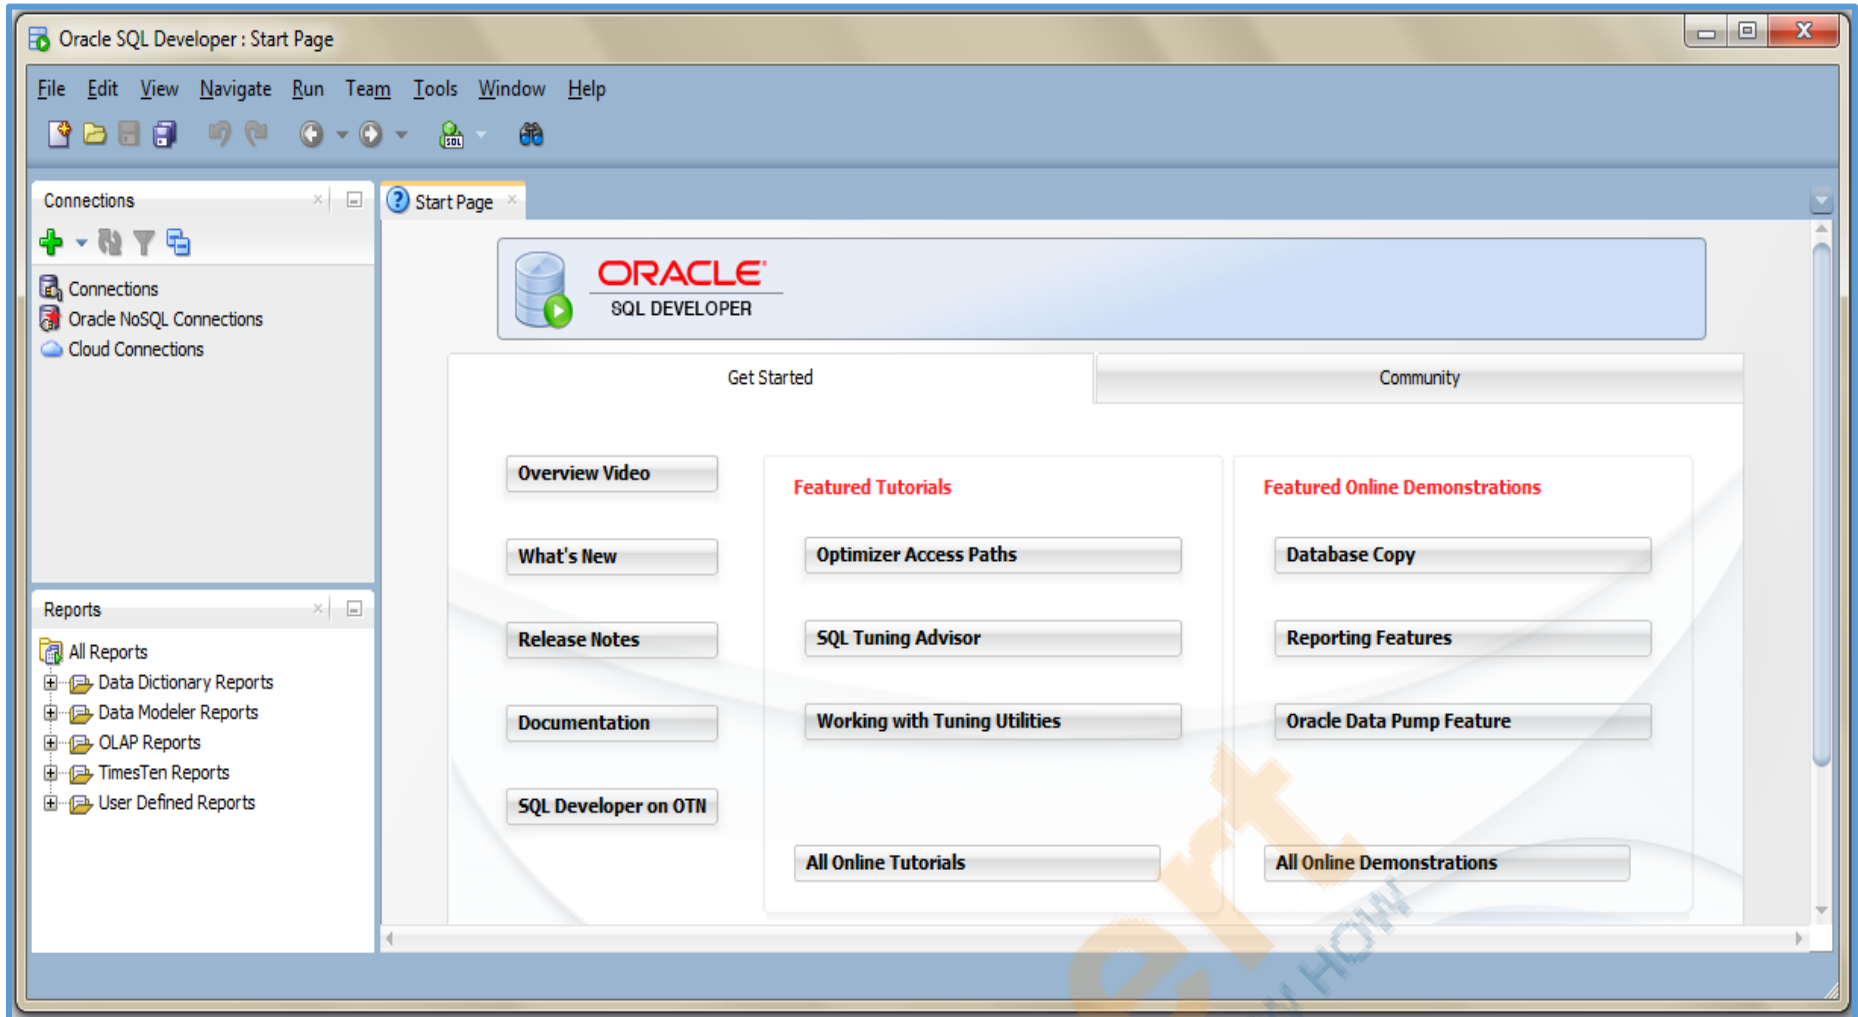 Oracle SQL Developer : Start Page
File Edit View Navigate Run Team Tools Window Help
SQL
Connections
Start Page
Connections
Oracle NoSQL Connections
Cloud Connections
ORACLE
SQL DEVELOPER
Get Started
Community
Overview Video
What's New
Release Notes
Documentation
SQL Developer on OTN
Featured Tutorials
Optimizer Access Paths
SQL Tuning Advisor
Working with Tuning Utilities
All Online Tutorials
Featured Online Demonstrations
Database Copy
Reporting Features
Oracle Data Pump Feature
All Online Demonstrations
Reports
All Reports
Data Dictionary Reports
Data Modeler Reports
OLAP Reports
TimesTen Reports
User Defined Reports
ert
HOW